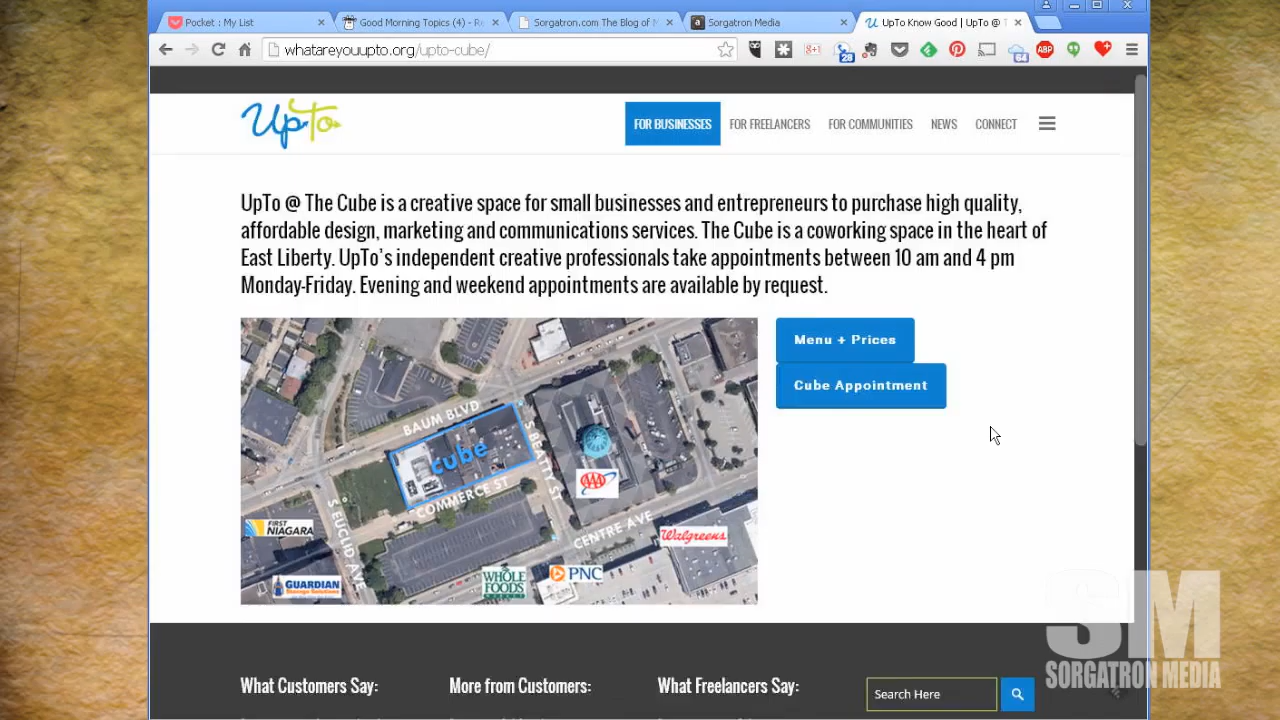 Pocket : My List
Good Morning Topics (4) - Re
Sorgatron.com The Blog of M
Sorgatron Media
UpTo Know Good | UpTo @ T
whatareyouupto.org/upto-cube/
UpTo
FOR BUSINESSES
FOR FREELANCERS
FOR COMMUNITIES
NEWS
CONNECT
UpTo @ The Cube is a creative space for small businesses and entrepreneurs to purchase high quality,
affordable design, marketing and communications services. The Cube is a coworking space in the heart of
East Liberty. UpTo's independent creative professionals take appointments between 10 am and 4 pm
Monday-Friday. Evening and weekend appointments are available by request.
Menu + Prices
Cube Appointment
BAUM BLVD
cube
S BEATTY ST
COMMERCE ST
AAA
S EUCLID AVE
CENTRE AVE
FIRST
NIAGARA
Walgreens
GUARDIAN
WHOLE
FOODS
MARKET
PNC
What Customers Say:
More from Customers:
What Freelancers Say:
Search Here
SM
SORGATRON MEDIA